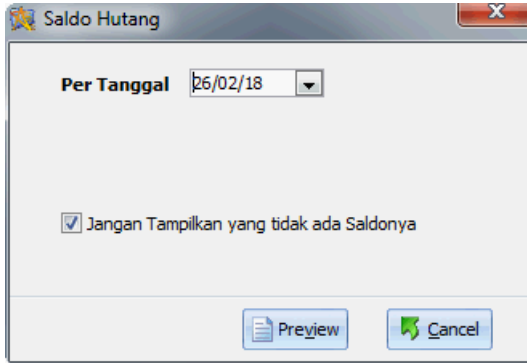 Saldo Hutang
Per Tanggal 26/02/18
Jangan Tampilkan yang tidak ada Saldonya
Preview Cancel